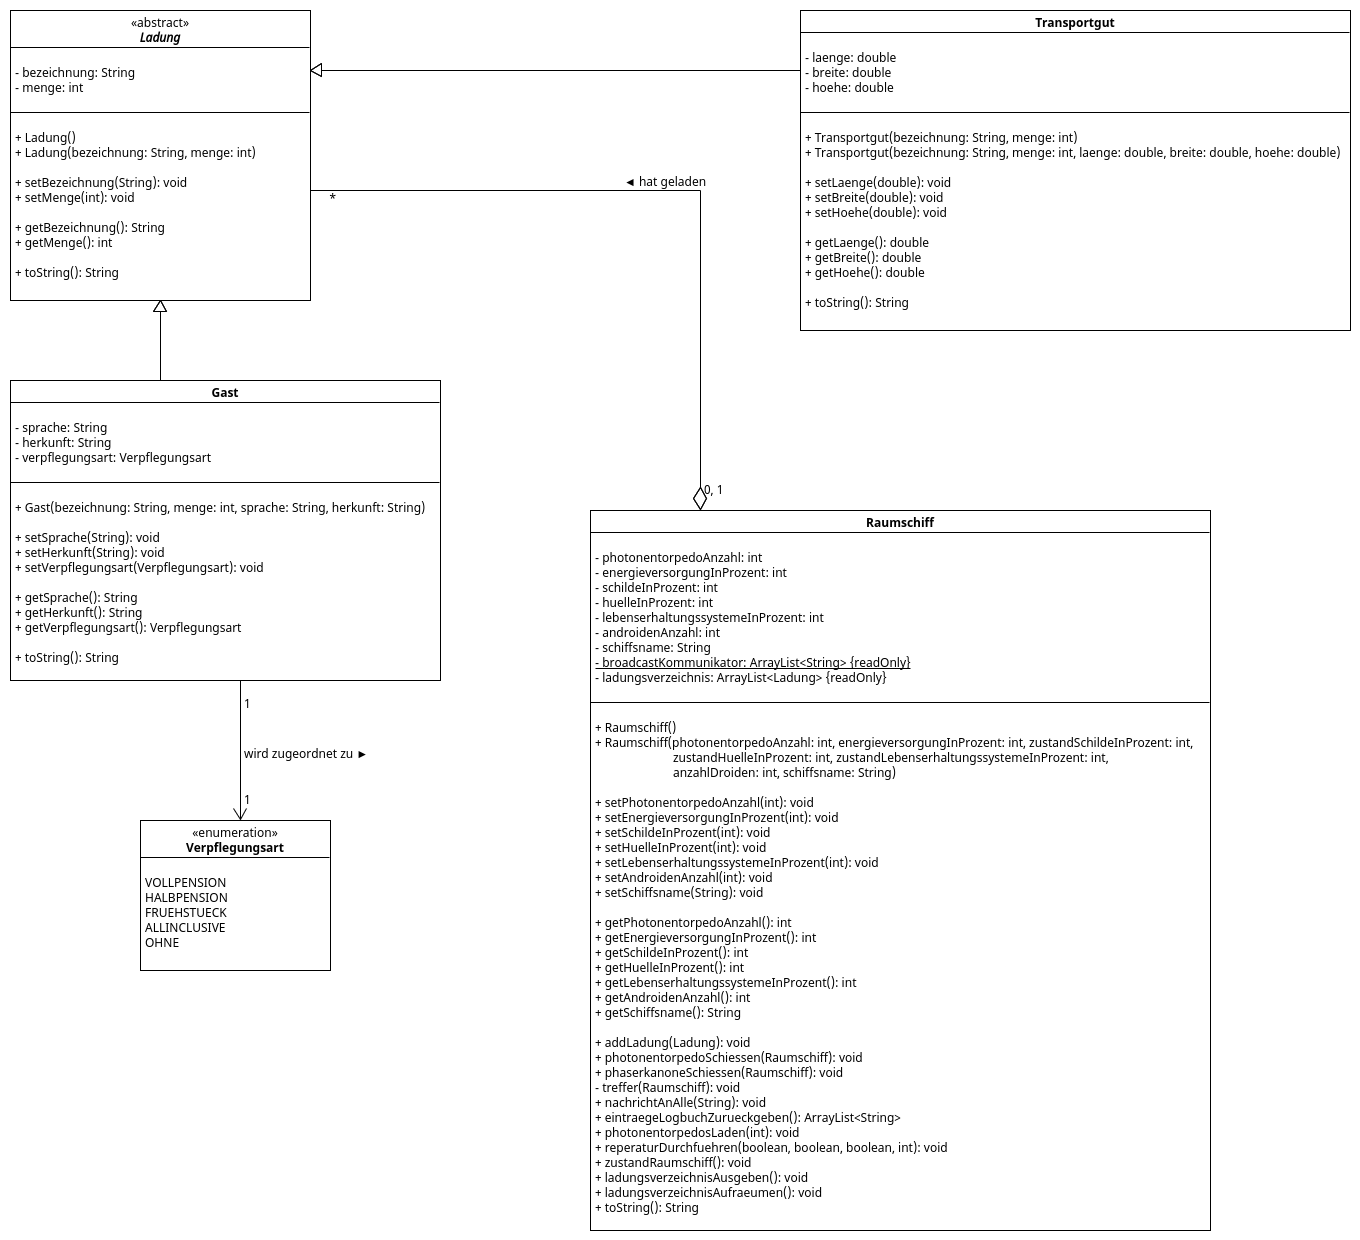 «abstract»
Ladung
- bezeichnung: String
- menge: int
+ Ladung()
+ Ladung(bezeichnung: String, menge: int)
+ setBezeichnung(String): void
+ setMenge(int): void
+ getBezeichnung(): String
+ getMenge(): int
+ toString(): String
Transportgut
- laenge: double
- breite: double
- hoehe: double
+ Transportgut(bezeichnung: String, menge: int)
+ Transportgut(bezeichnung: String, menge: int, laenge: double, breite: double, hoehe: double)
+ setLaenge(double): void
+ setBreite(double): void
+ setHoehe(double): void
+ getLaenge(): double
+ getBreite(): double
+ getHoehe(): double
+ toString(): String
◄ hat geladen
*
0, 1
Gast
- sprache: String
- herkunft: String
- verpflegungsart: Verpflegungsart
+ Gast(bezeichnung: String, menge: int, sprache: String, herkunft: String)
+ setSprache(String): void
+ setHerkunft(String): void
+ setVerpflegungsart(Verpflegungsart): void
+ getSprache(): String
+ getHerkunft(): String
+ getVerpflegungsart(): Verpflegungsart
+ toString(): String
1
wird zugeordnet zu ►
1
«enumeration»
Verpflegungsart
VOLLPENSION
HALBPENSION
FRUEHSTUECK
ALLINCLUSIVE
OHNE
Raumschiff
- photonentorpedoAnzahl: int
- energieversorgungInProzent: int
- schildeInProzent: int
- huelleInProzent: int
- lebenserhaltungssystemeInProzent: int
- androidenAnzahl: int
- schiffsname: String
- broadcastKommunikator: ArrayList<String> {readOnly}
- ladungsverzeichnis: ArrayList<Ladung> {readOnly}
+ Raumschiff()
+ Raumschiff(photonentorpedoAnzahl: int, energieversorgungInProzent: int, zustandSchildeInProzent: int,
zustandHuelleInProzent: int, zustandLebenserhaltungssystemeInProzent: int,
anzahlDroiden: int, schiffsname: String)
+ setPhotonentorpedoAnzahl(int): void
+ setEnergieversorgungInProzent(int): void
+ setSchildeInProzent(int): void
+ setHuelleInProzent(int): void
+ setLebenserhaltungssystemeInProzent(int): void
+ setAndroidenAnzahl(int): void
+ setSchiffsname(String): void
+ getPhotonentorpedoAnzahl(): int
+ getEnergieversorgungInProzent(): int
+ getSchildeInProzent(): int
+ getHuelleInProzent(): int
+ getLebenserhaltungssystemeInProzent(): int
+ getAndroidenAnzahl(): int
+ getSchiffsname(): String
+ addLadung(Ladung): void
+ photonentorpedoSchiessen(Raumschiff): void
+ phaserkanoneSchiessen(Raumschiff): void
- treffer(Raumschiff): void
+ nachrichtAnAlle(String): void
+ eintraegeLogbuchZurueckgeben(): ArrayList<String>
+ photonentorpedosLaden(int): void
+ reperaturDurchfuehren(boolean, boolean, boolean, int): void
+ zustandRaumschiff(): void
+ ladungsverzeichnisAusgeben(): void
+ ladungsverzeichnisAufraeumen(): void
+ toString(): String